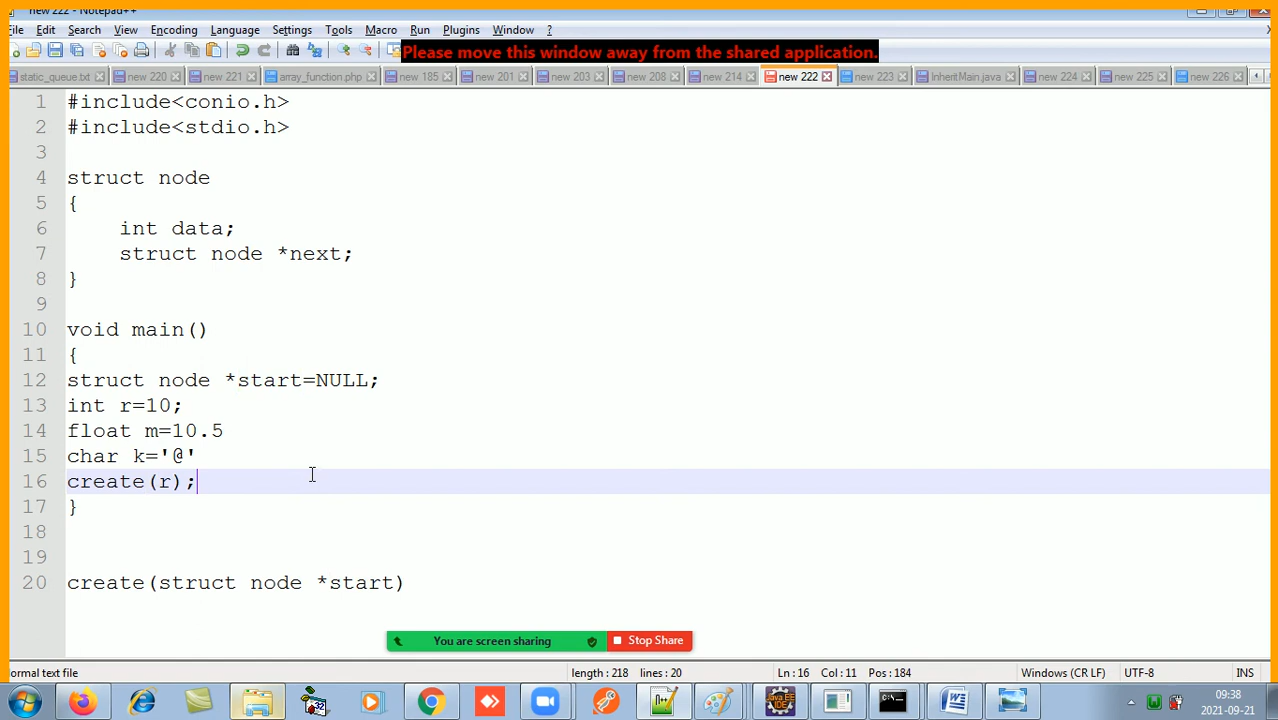 new 222 - Notepad++
File Edit Search View Encoding Language Settings Tools Macro Run Plugins Window ?
Please move this window away from the shared application.
static_queue.txt new 220 new 221 array_function.php new 185 new 201 new 203 new 208 new 214 new 222 new 223 InheritMain.java new 224 new 225 new 226
1 #include<conio.h>
2 #include<stdio.h>
3
4 struct node
5 {
6 int data;
7 struct node *next;
8 }
9
10 void main()
11 {
12 struct node *start=NULL;
13 int r=10;
14 float m=10.5
15 char k='@'
16 create(r);
17 }
18
19
20 create(struct node *start)
You are screen sharing Stop Share
ormal text file length : 218 lines : 20 Ln : 16 Col : 11 Pos : 184 Windows (CR LF) UTF-8 INS
32 Java EE IDE 09:38
2021-09-21